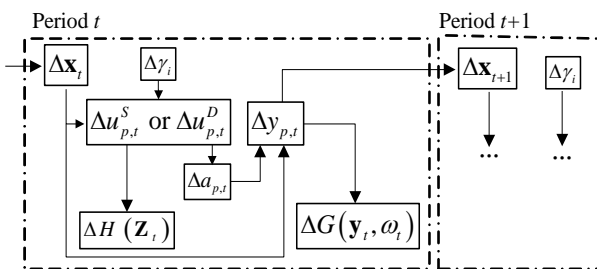 Period t
Period t+1
Δx_t
Δγ_i
Δx_{t+1}
Δγ_i
Δu^S_{p,t} or Δu^D_{p,t}
Δy_{p,t}
...
...
Δa_{p,t}
ΔH(Z_t)
ΔG(y_t, ω_t)